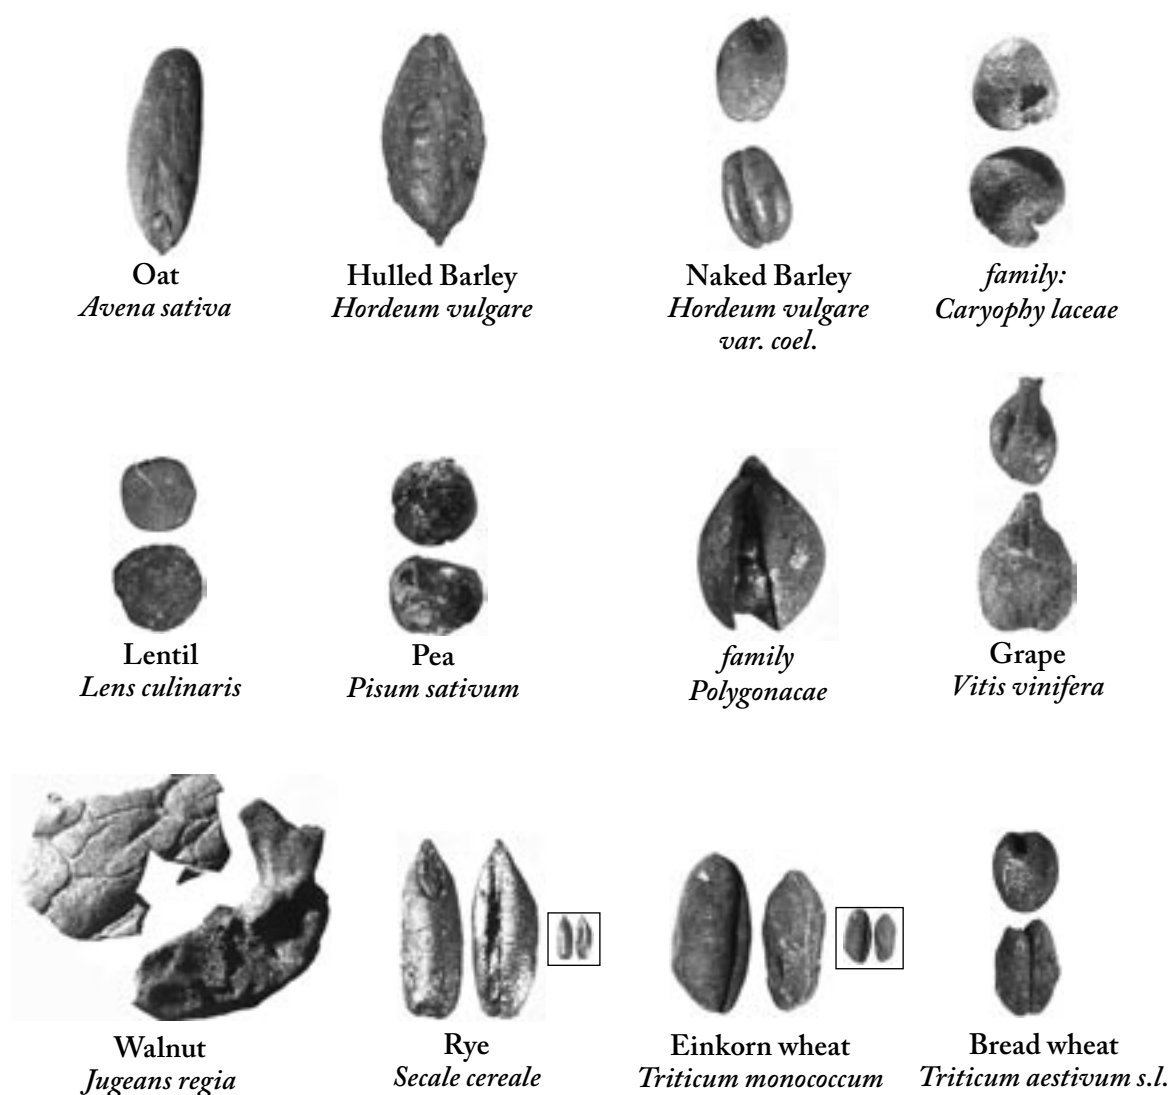 Oat
Avena sativa
Hulled Barley
Hordeum vulgare
Naked Barley
Hordeum vulgare
var. coel.
family:
Caryophy laceae
Lentil
Lens culinaris
Pea
Pisum sativum
family
Polygonacae
Grape
Vitis vinifera
Walnut
Jugeans regia
Rye
Secale cereale
Einkorn wheat
Triticum monococcum
Bread wheat
Triticum aestivum s.l.